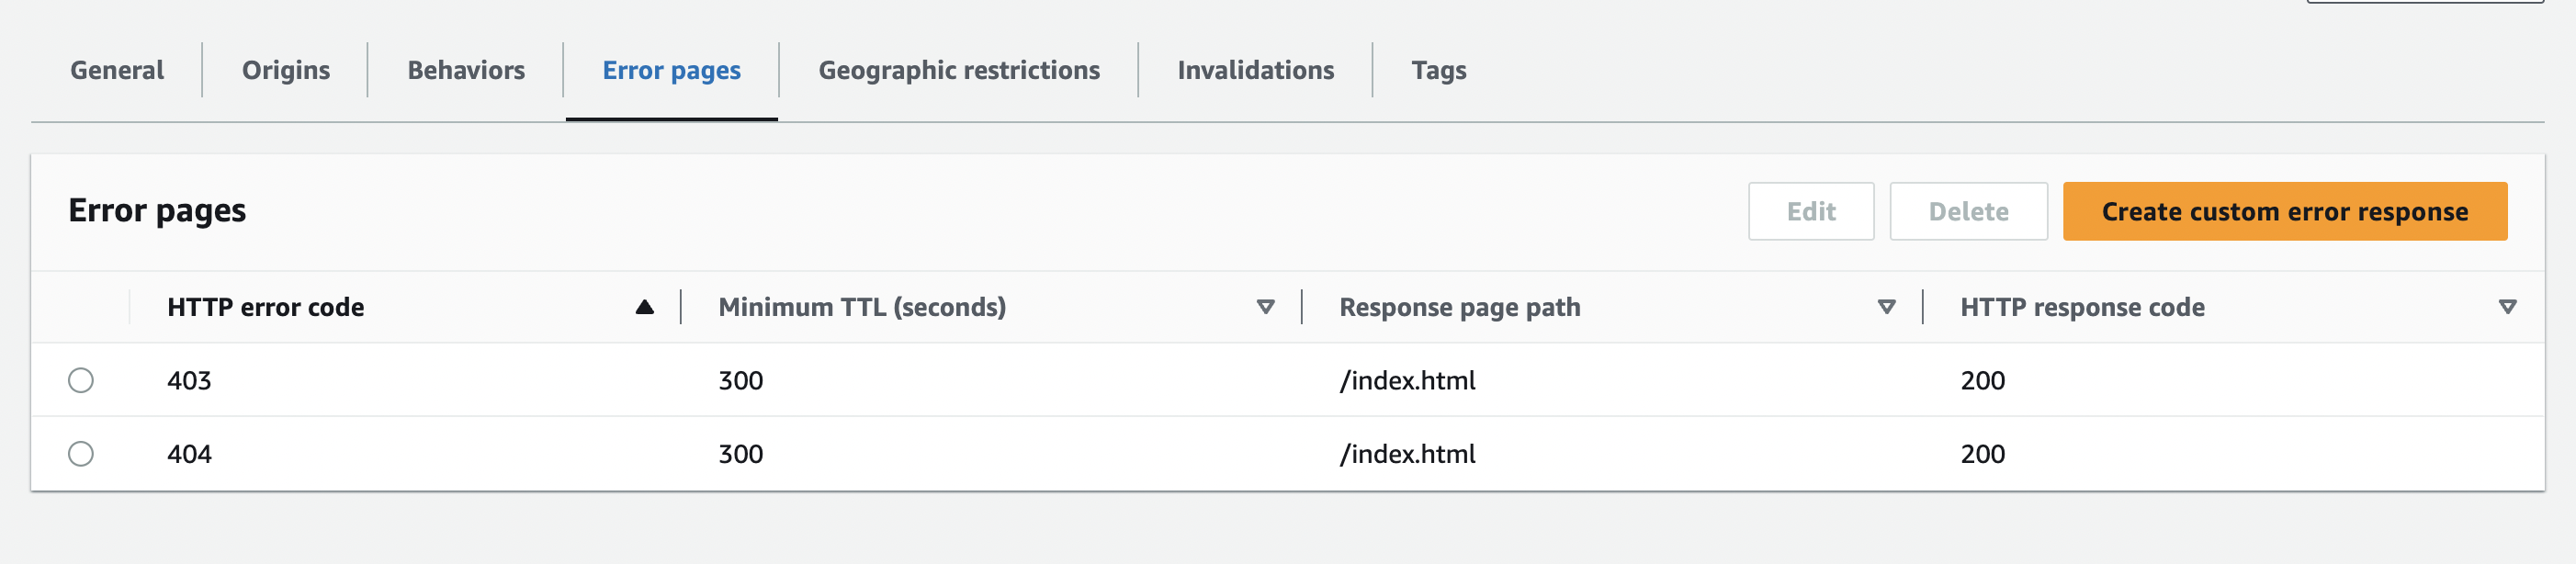 General Origins Behaviors Error pages Geographic restrictions Invalidations Tags
Error pages Edit Delete Create custom error response
HTTP error code Minimum TTL (seconds) Response page path HTTP response code
403 300 /index.html 200
404 300 /index.html 200